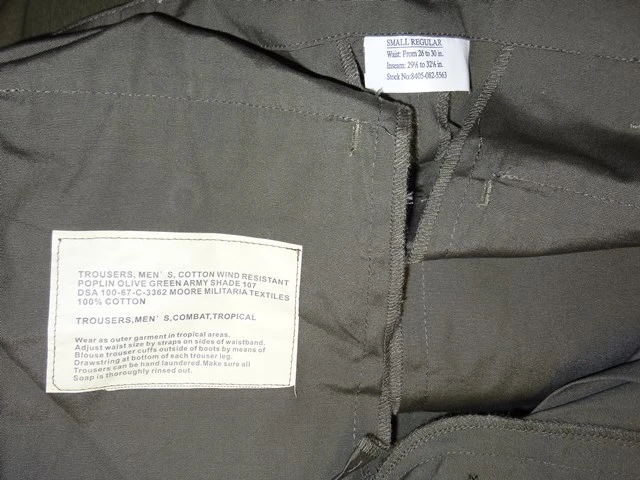 SMALL REGULAR
Waist: From 26 to 30 in.
Inseam: 29½ to 32½ in.
Stock No:8405-082-5563
TROUSERS, MEN`S, COTTON WIND RESISTANT
POPLIN OLIVE GREEN ARMY SHADE 107
DSA 100-67-C-3362 MOORE MILITARIA TEXTILES
100% COTTON
TROUSERS,MEN`S,COMBAT,TROPICAL
Wear as outer garment in tropical areas.
Adjust waist size by straps on sides of waistband.
Blouse trouser cuffs outside of boots by means of
Drawstring at bottom of each trouser leg.
Trousers can be hand laundered.Make sure all
Soap is thoroughly rinsed out.